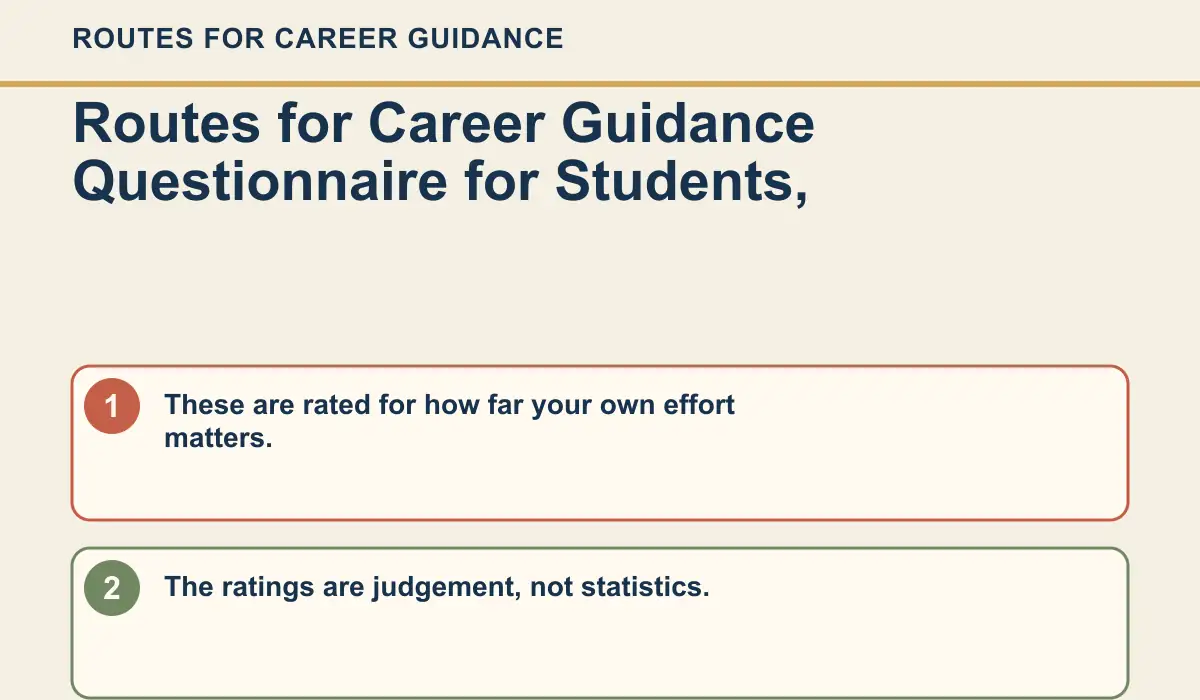 ROUTES FOR CAREER GUIDANCE
Routes for Career Guidance
Questionnaire for Students,
1
These are rated for how far your own effort
matters.
2
The ratings are judgement, not statistics.